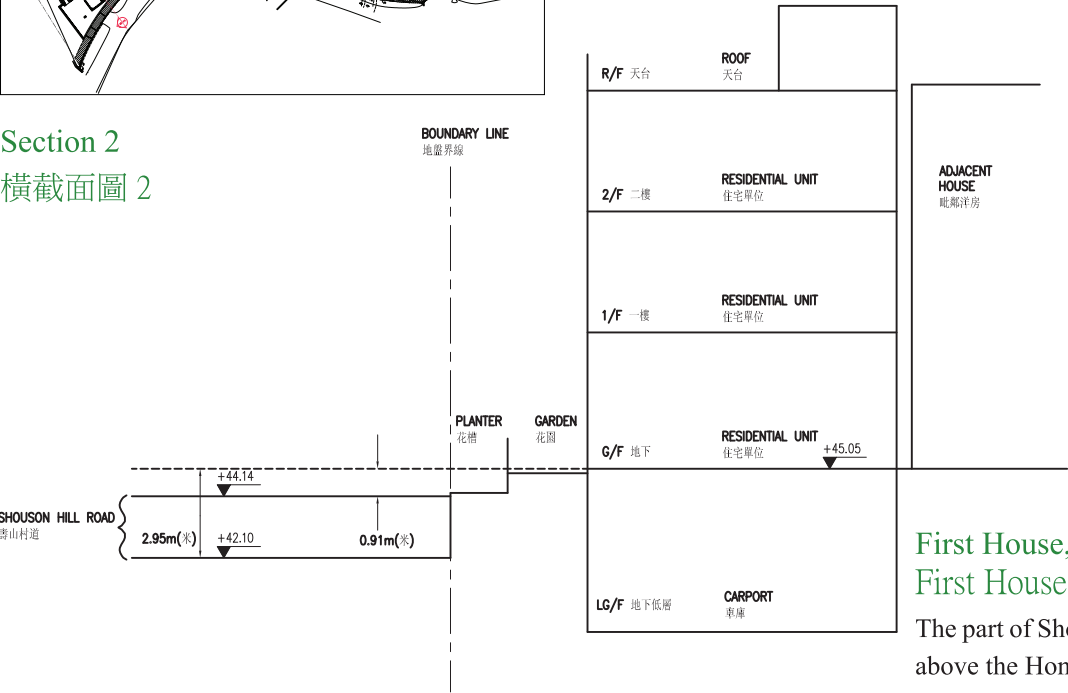 Section 2
橫截面圖 2
BOUNDARY LINE
地盤界線
R/F 天台
ROOF
天台
2/F 二樓
RESIDENTIAL UNIT
住宅單位
ADJACENT
HOUSE
毗鄰洋房
1/F 一樓
RESIDENTIAL UNIT
住宅單位
PLANTER
花槽
GARDEN
花園
G/F 地下
RESIDENTIAL UNIT
住宅單位
+45.05
+44.14
SHOUSON HILL ROAD
壽山村道
2.95m(米)
+42.10
0.91m(米)
LG/F 地下低層
CARPORT
車庫
First House,
First House
The part of Sho
above the Hon